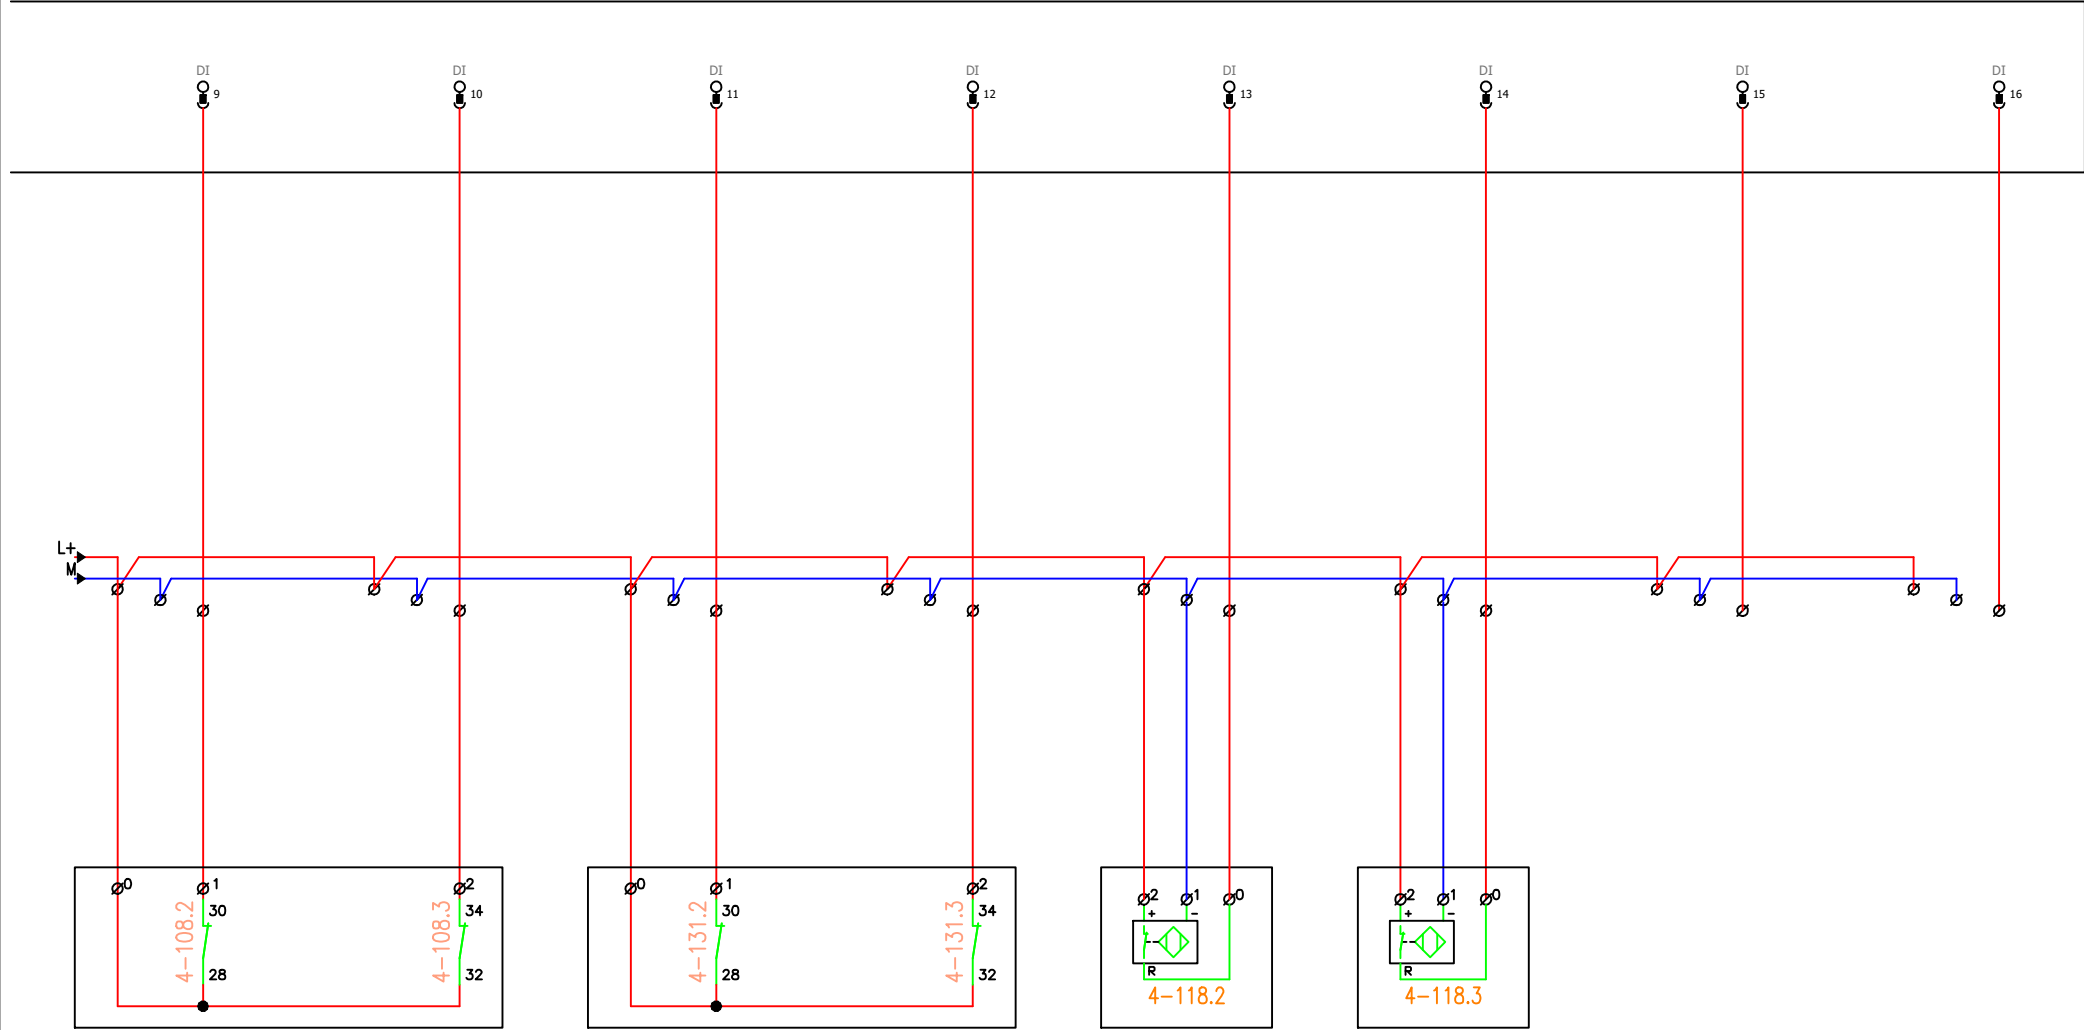 DI DI DI DI DI DI DI DI
9 10 11 12 13 14 15 16
L+
M
0 1 2 0 1 2 2 1 0 2 1 0
30 34 30 34 + - + -
4-108.2 4-108.3 4-131.2 4-131.3
28 32 28 32 R R
4-118.2 4-118.3